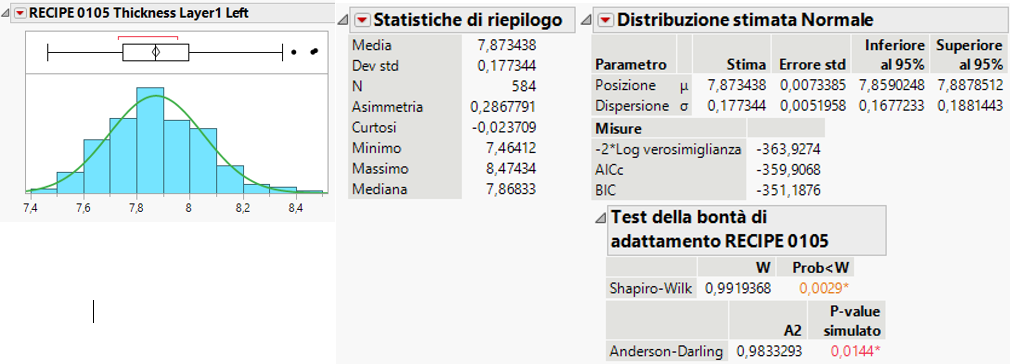 RECIPE 0105 Thickness Layer1 Left
7,4 7,6 7,8 8 8,2 8,4
Statistiche di riepilogo
Media 7,873438
Dev std 0,177344
N 584
Asimmetria 0,2867791
Curtosi -0,023709
Minimo 7,46412
Massimo 8,47434
Mediana 7,86833
Distribuzione stimata Normale
Inferiore Superiore
Parametro Stima Errore std al 95% al 95%
Posizione μ 7,873438 0,0073385 7,8590248 7,8878512
Dispersione σ 0,177344 0,0051958 0,1677233 0,1881443
Misure
-2*Log verosimiglianza -363,9274
AICc -359,9068
BIC -351,1876
Test della bontà di
adattamento RECIPE 0105
W Prob<W
Shapiro-Wilk 0,9919368 0,0029*
P-value
A2 simulato
Anderson-Darling 0,9833293 0,0144*